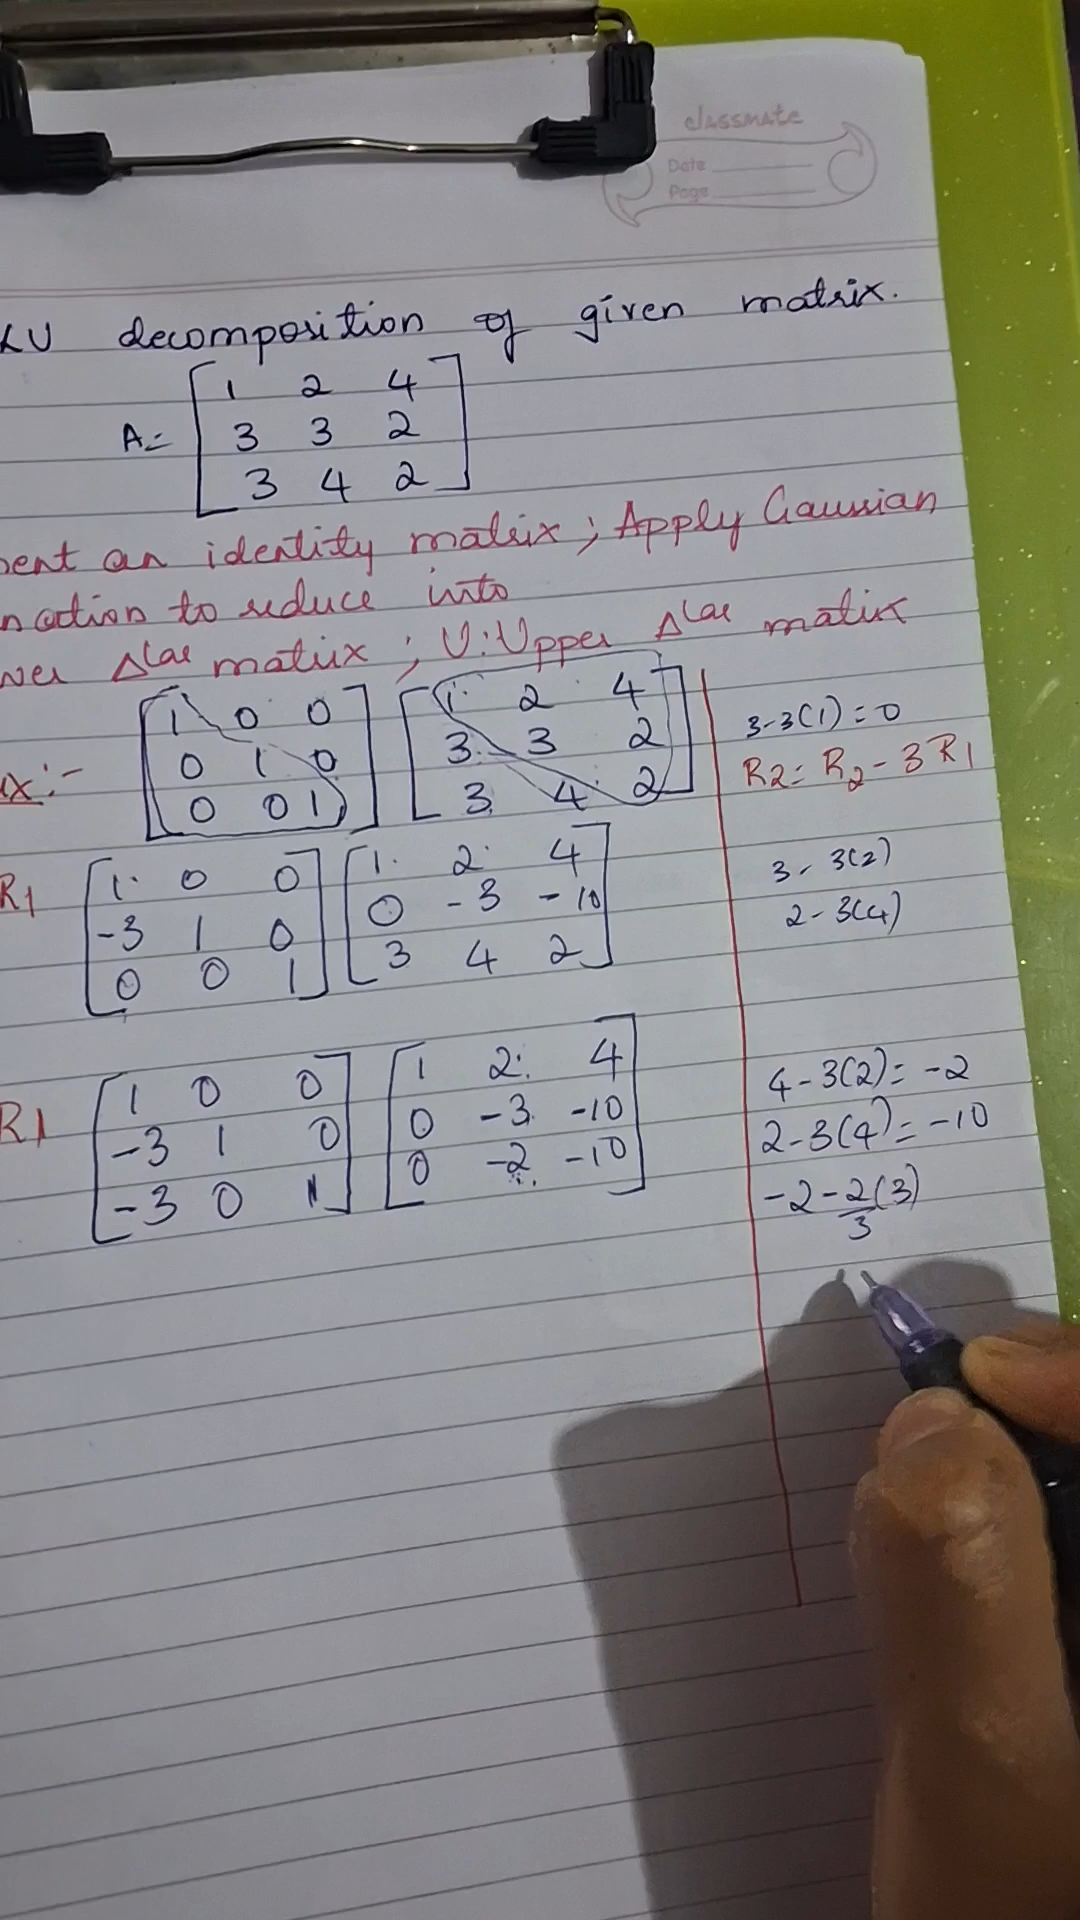 classmate
Date
Page
LU decomposition of given matrix.
A= [ 1 2 4
3 3 2
3 4 2 ]
an identity matrix ; Apply Gaussian
to reduce into
Δlar matrix ; U: Upper Δlar matrix
:- [ 1 0 0
0 1 0
0 0 1 ] [ 1 2 4
3 3 2
3 4 2 ]
3-3(1)=0
R2= R2-3R1
R1 [ 1 0 0
-3 1 0
0 0 1 ] [ 1 2 4
0 -3 -10
3 4 2 ]
3-3(2)
2-3(4)
R1 [ 1 0 0
-3 1 0
-3 0 1 ] [ 1 2 4
0 -3 -10
0 -2 -10 ]
4-3(2)= -2
2-3(4)= -10
-2-2/3(3)